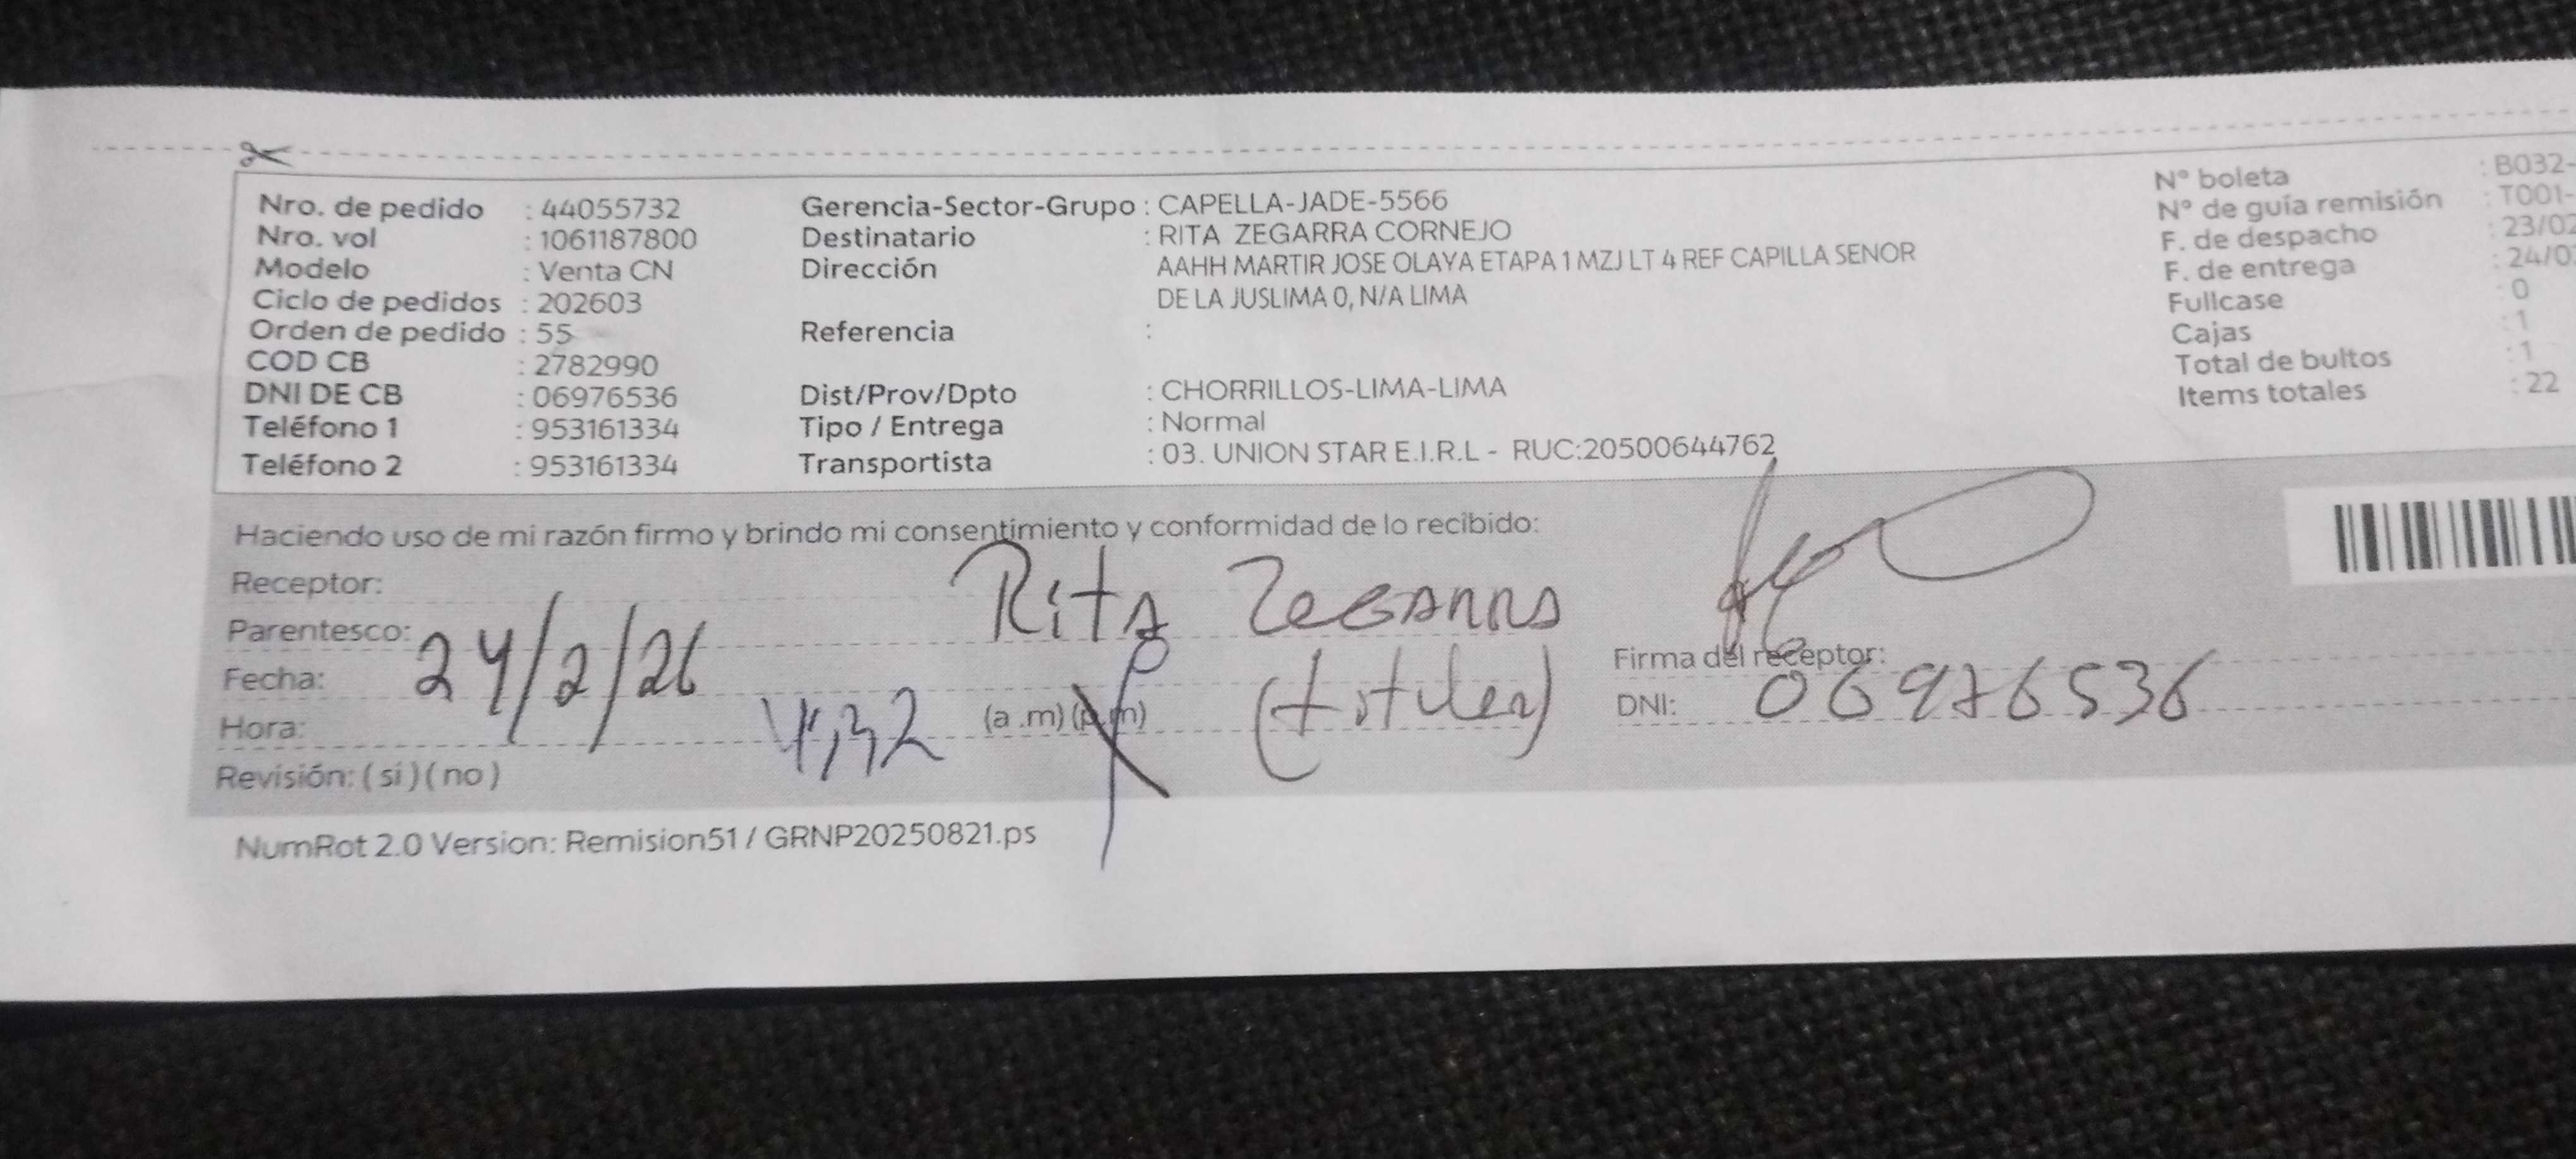 Nro. de pedido : 44055732
Nro. vol : 1061187800
Modelo : Venta CN
Ciclo de pedidos : 202603
Orden de pedido : 55
COD CB : 2782990
DNI DE CB : 06976536
Teléfono 1 : 953161334
Teléfono 2 : 953161334
Gerencia-Sector-Grupo : CAPELLA-JADE-5566
Destinatario : RITA ZEGARRA CORNEJO
Dirección AAHH MARTIR JOSE OLAYA ETAPA 1 MZJ LT 4 REF CAPILLA SENOR
DE LA JUSLIMA 0, N/A LIMA
Referencia :
Dist/Prov/Dpto : CHORRILLOS-LIMA-LIMA
Tipo / Entrega : Normal
Transportista : 03. UNION STAR E.I.R.L - RUC:20500644762
N° boleta : B032-
N° de guía remisión : T001-
F. de despacho : 23/02
F. de entrega : 24/0
Fullcase : 0
Cajas : 1
Total de bultos : 1
Items totales : 22
Haciendo uso de mi razón firmo y brindo mi consentimiento y conformidad de lo recibido:
Receptor: Rita Zegarra
Parentesco: (titular)
Fecha: 24/2/26
Hora: 4,32 (a .m) (p.m)
Revisión: ( si ) ( no )
Firma del receptor:
DNI: 06976536
NumRot 2.0 Version: Remision51 / GRNP20250821.ps